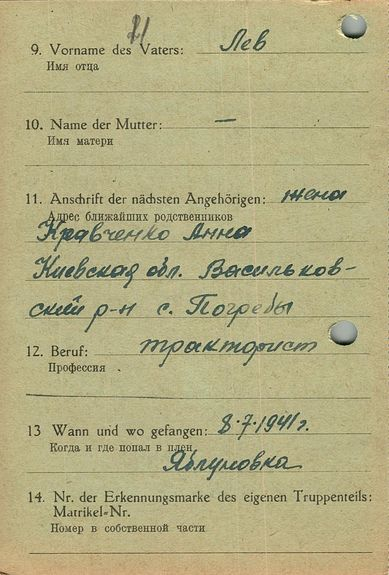 21
9. Vorname des Vaters: Лев
Имя отца
10. Name der Mutter: —
Имя матери
11. Anschrift der nächsten Angehörigen: жена
Адрес ближайших родственников
Кравченко Анна
Киевская обл. Васильков-
ский р-н с. Погребы
12. Beruf: тракторист
Профессия
13 Wann und wo gefangen: 8.7.1941 г.
Когда и где попал в плен
Яблуновка
14. Nr. der Erkennungsmarke des eigenen Truppenteils:
Matrikel-Nr.
Номер в собственной части